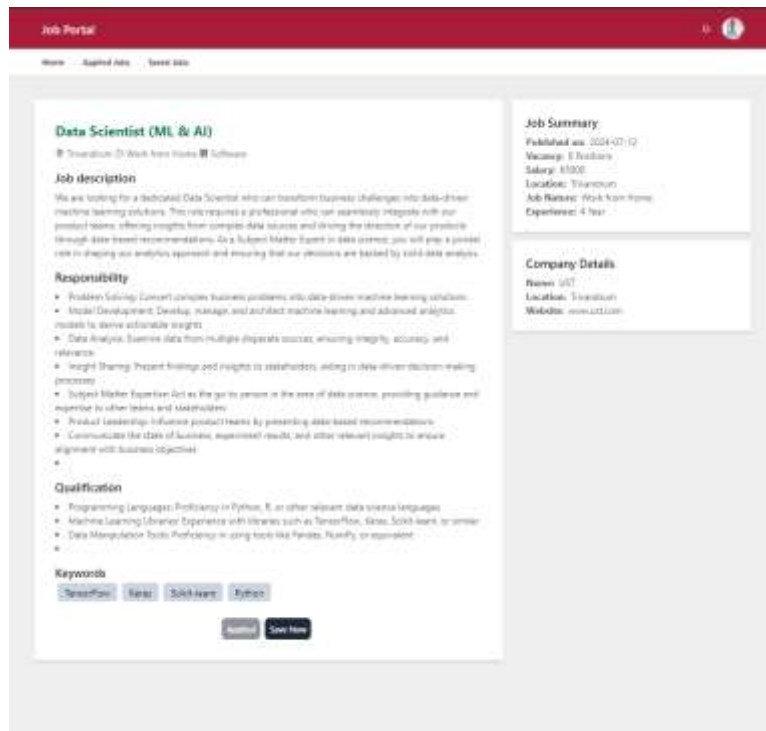 Job Portal
Home Applied Jobs Saved Jobs
Data Scientist (ML & AI)
Trivandrum Work from Home Software
Job description
We are looking for a dedicated Data Scientist who can transform business challenges into data-driven
machine learning solutions. This role requires a professional who can seamlessly integrate with our
product teams, offering insights from complex data sources and driving the direction of our products
through data-based recommendations. As a Subject Matter Expert in data science, you will play a pivotal
role in shaping our analytics approach and ensuring that our decisions are backed by solid data analysis.
Responsibility
• Problem Solving: Convert complex business problems into data-driven machine learning solutions
• Model Development: Develop, manage, and architect machine learning and advanced analytics
models to derive actionable insights
• Data Analysis: Examine data from multiple disparate sources, ensuring integrity, accuracy, and
relevance
• Insight Sharing: Present findings and insights to stakeholders, aiding in data-driven decision-making
processes
• Subject Matter Expertise: Act as the go-to person in the area of data science, providing guidance and
expertise to other teams and stakeholders
• Product Leadership: Influence product teams by presenting data-based recommendations
• Communicate the state of business, experiment results, and other relevant insights to ensure
alignment with business objectives
•
Qualification
• Programming Languages: Proficiency in Python, R, or other relevant data science languages
• Machine Learning Libraries: Experience with libraries such as TensorFlow, Keras, Scikit-learn, or similar
• Data Manipulation Tools: Proficiency in using tools like Pandas, NumPy, or equivalent
•
Keywords
TensorFlow Keras Scikit-learn Python
Applied Save Now
Job Summary
Published on: 2024-07-12
Vacancy: Positions
Salary:
Location: Trivandrum
Job Nature: Work from Home
Experience: 4 Year
Company Details
Name: UST
Location: Trivandrum
Website: www.ust.com